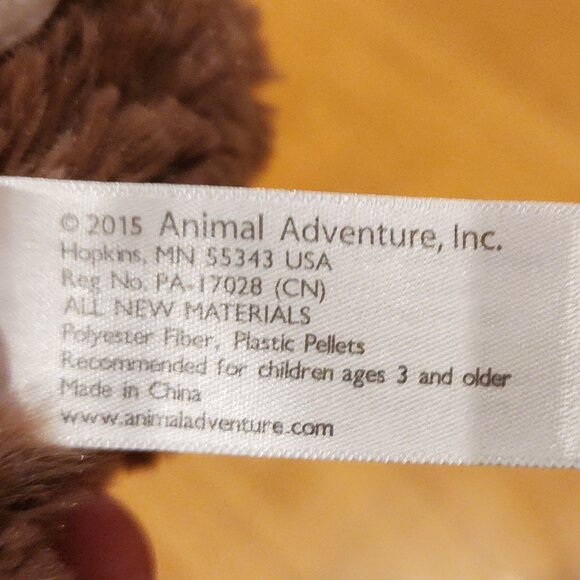 © 2015 Animal Adventure, Inc.
Hopkins, MN 55343 USA
Reg No. PA-17028 (CN)
ALL NEW MATERIALS
Polyester Fiber, Plastic Pellets
Recommended for children ages 3 and older
Made in China
www.animaladventure.com